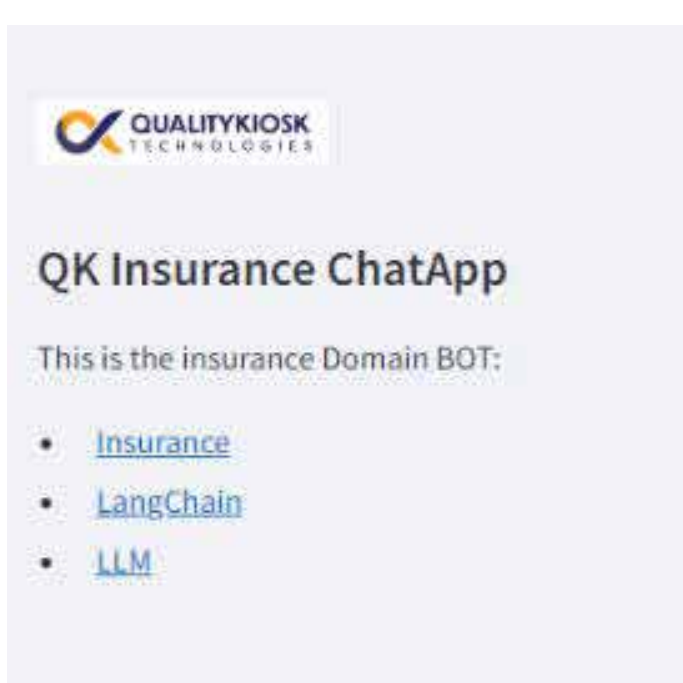 QUALITYKIOSK
TECHNOLOGIES
QK Insurance ChatApp
This is the insurance Domain BOT:
• Insurance
• LangChain
• LLM